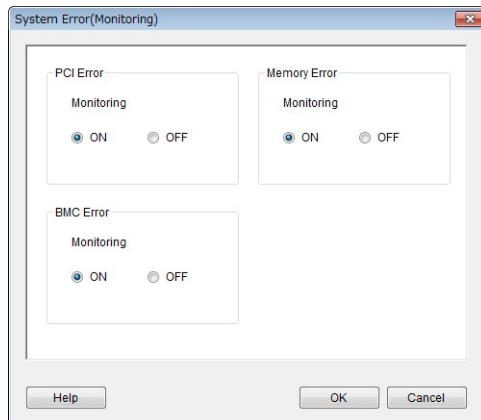 System Error(Monitoring)
PCI Error
Monitoring
ON OFF
Memory Error
Monitoring
ON OFF
BMC Error
Monitoring
ON OFF
Help OK Cancel